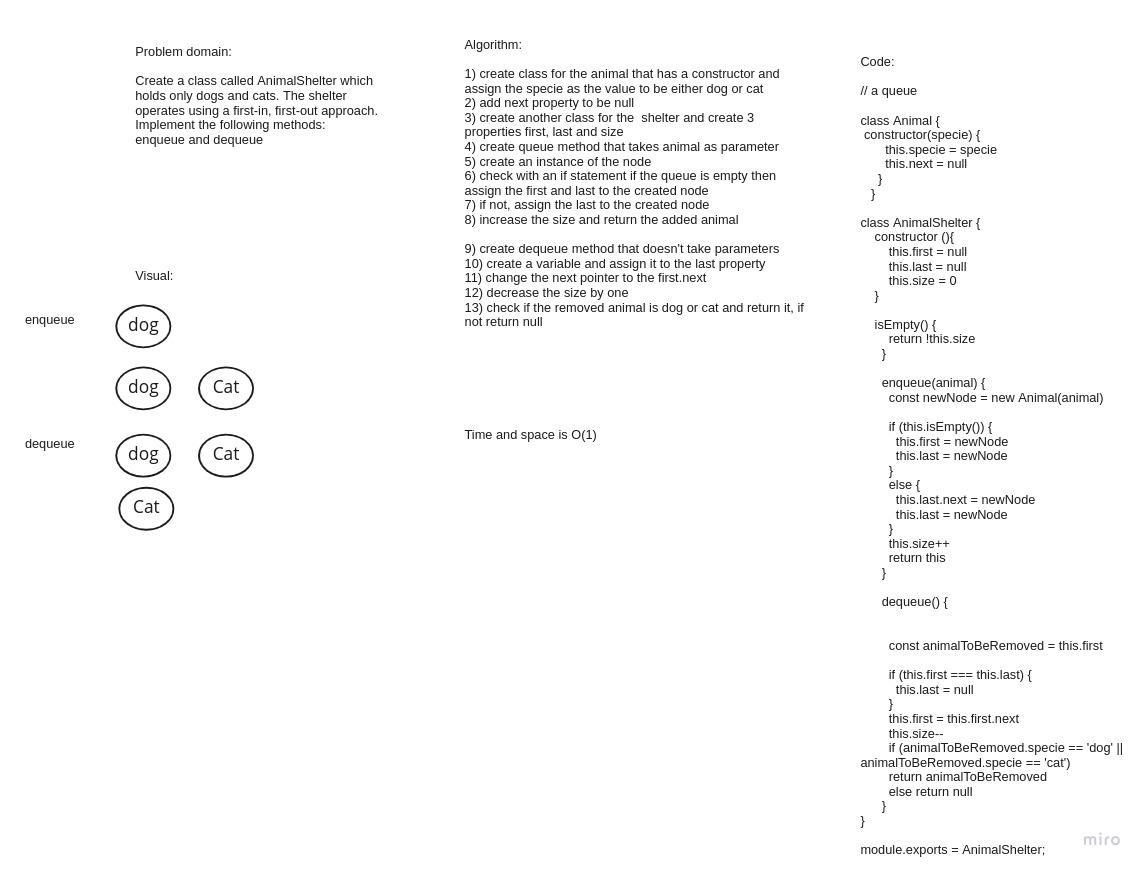 Problem domain:
Create a class called AnimalShelter which
holds only dogs and cats. The shelter
operates using a first-in, first-out approach.
Implement the following methods:
enqueue and dequeue
Visual:
enqueue
dog
dog
Cat
dequeue
dog
Cat
Cat
Algorithm:
1) create class for the animal that has a constructor and
assign the specie as the value to be either dog or cat
2) add next property to be null
3) create another class for the  shelter and create 3
properties first, last and size
4) create queue method that takes animal as parameter
5) create an instance of the node
6) check with an if statement if the queue is empty then
assign the first and last to the created node
7) if not, assign the last to the created node
8) increase the size and return the added animal
9) create dequeue method that doesn't take parameters
10) create a variable and assign it to the last property
11) change the next pointer to the first.next
12) decrease the size by one
13) check if the removed animal is dog or cat and return it, if
not return null
Time and space is O(1)
Code:
// a queue
class Animal {
constructor(specie) {
this.specie = specie
this.next = null
}
}
class AnimalShelter {
constructor (){
this.first = null
this.last = null
this.size = 0
}
isEmpty() {
return !this.size
}
enqueue(animal) {
const newNode = new Animal(animal)
if (this.isEmpty()) {
this.first = newNode
this.last = newNode
}
else {
this.last.next = newNode
this.last = newNode
}
this.size++
return this
}
dequeue() {
const animalToBeRemoved = this.first
if (this.first === this.last) {
this.last = null
}
this.first = this.first.next
this.size--
if (animalToBeRemoved.specie == 'dog' ||
animalToBeRemoved.specie == 'cat')
return animalToBeRemoved
else return null
}
}
module.exports = AnimalShelter;
miro